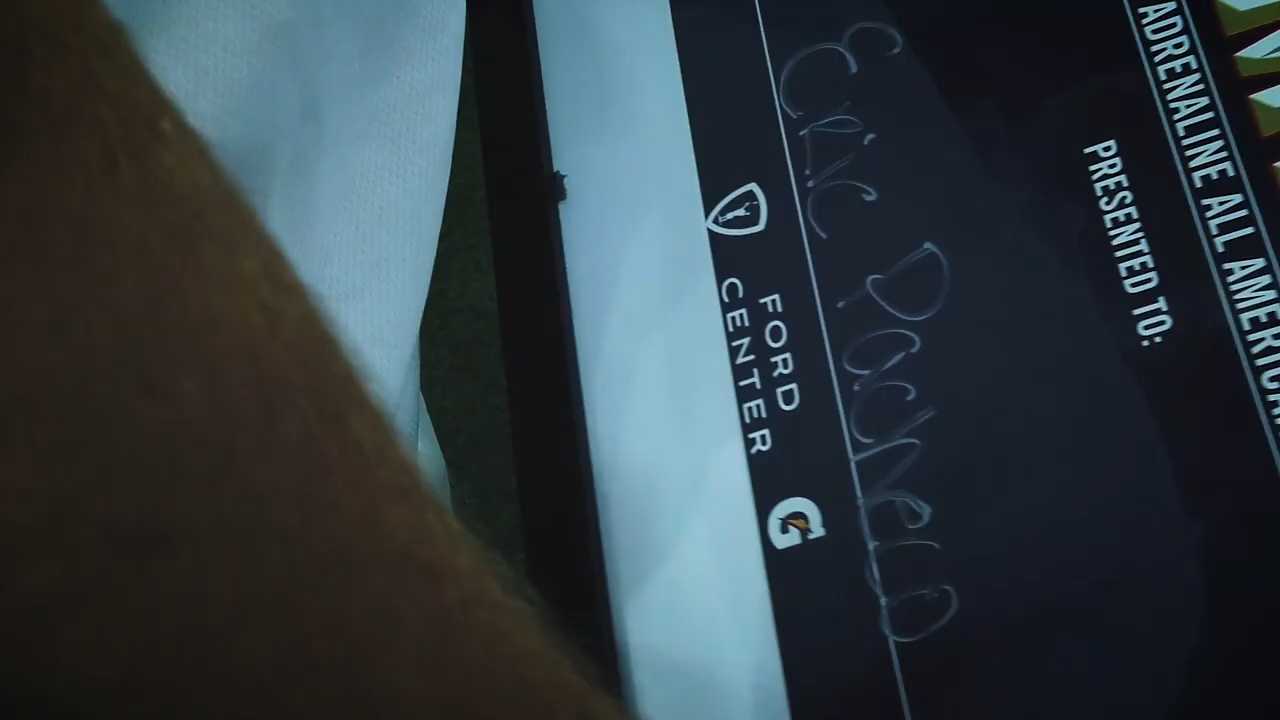 ADRENALINE ALL AMERICA
PRESENTED TO:
Eric Pacheco
FORD
CENTER
G